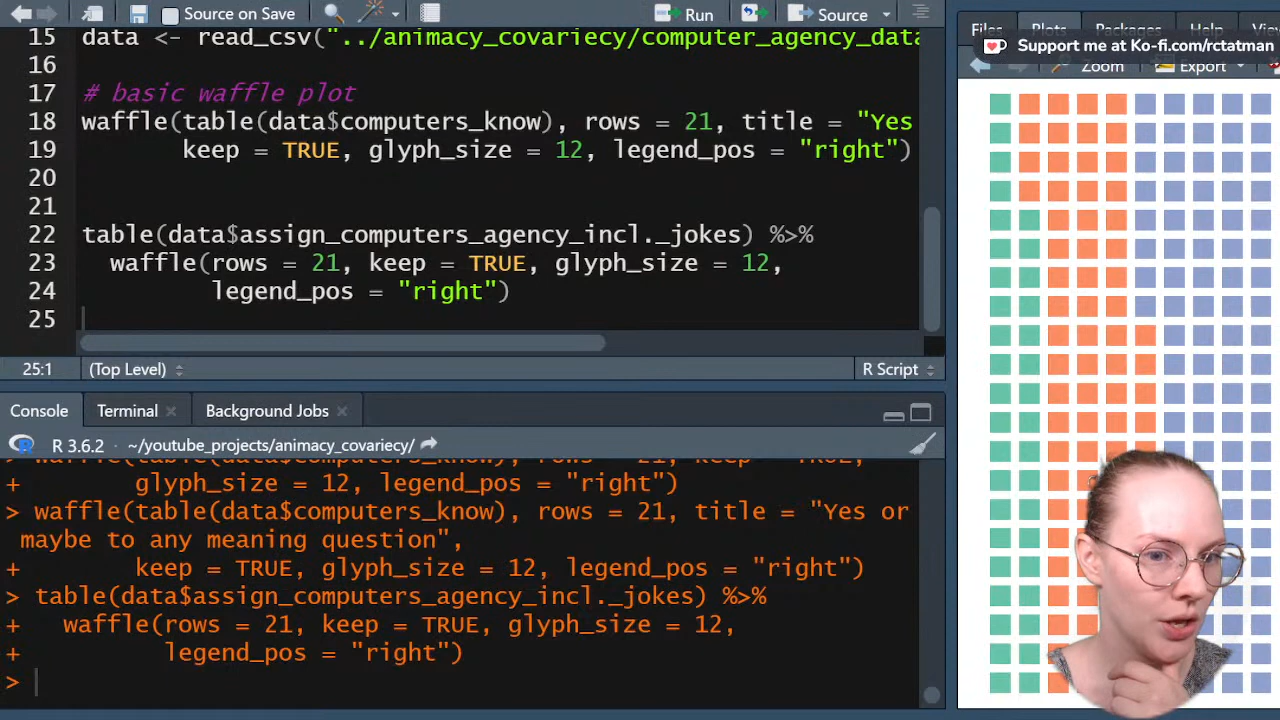 Source on Save
Run
Source
15 data <- read_csv("../animacy_covariecy/computer_agency_data
16
17 # basic waffle plot
18 waffle(table(data$computers_know), rows = 21, title = "Yes
19 keep = TRUE, glyph_size = 12, legend_pos = "right")
20
21
22 table(data$assign_computers_agency_incl._jokes) %>%
23 waffle(rows = 21, keep = TRUE, glyph_size = 12,
24 legend_pos = "right")
25
25:1 (Top Level) R Script
Console Terminal Background Jobs
R 3.6.2 · ~/youtube_projects/animacy_covariecy/
+ glyph_size = 12, legend_pos = "right")
> waffle(table(data$computers_know), rows = 21, title = "Yes or
maybe to any meaning question",
+ keep = TRUE, glyph_size = 12, legend_pos = "right")
> table(data$assign_computers_agency_incl._jokes) %>%
+ waffle(rows = 21, keep = TRUE, glyph_size = 12,
+ legend_pos = "right")
>
Files Plots Packages Help
Support me at Ko-fi.com/rctatman
Zoom Export